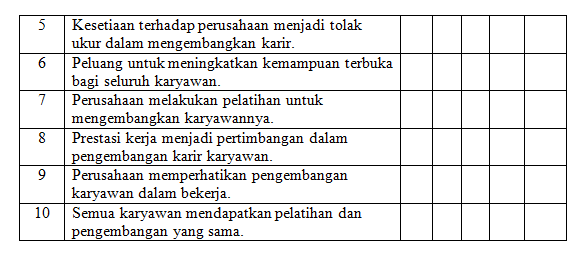 5 Kesetiaan terhadap perusahaan menjadi tolak
ukur dalam mengembangkan karir.
6 Peluang untuk meningkatkan kemampuan terbuka
bagi seluruh karyawan.
7 Perusahaan melakukan pelatihan untuk
mengembangkan karyawannya.
8 Prestasi kerja menjadi pertimbangan dalam
pengembangan karir karyawan.
9 Perusahaan memperhatikan pengembangan
karyawan dalam bekerja.
10 Semua karyawan mendapatkan pelatihan dan
pengembangan yang sama.